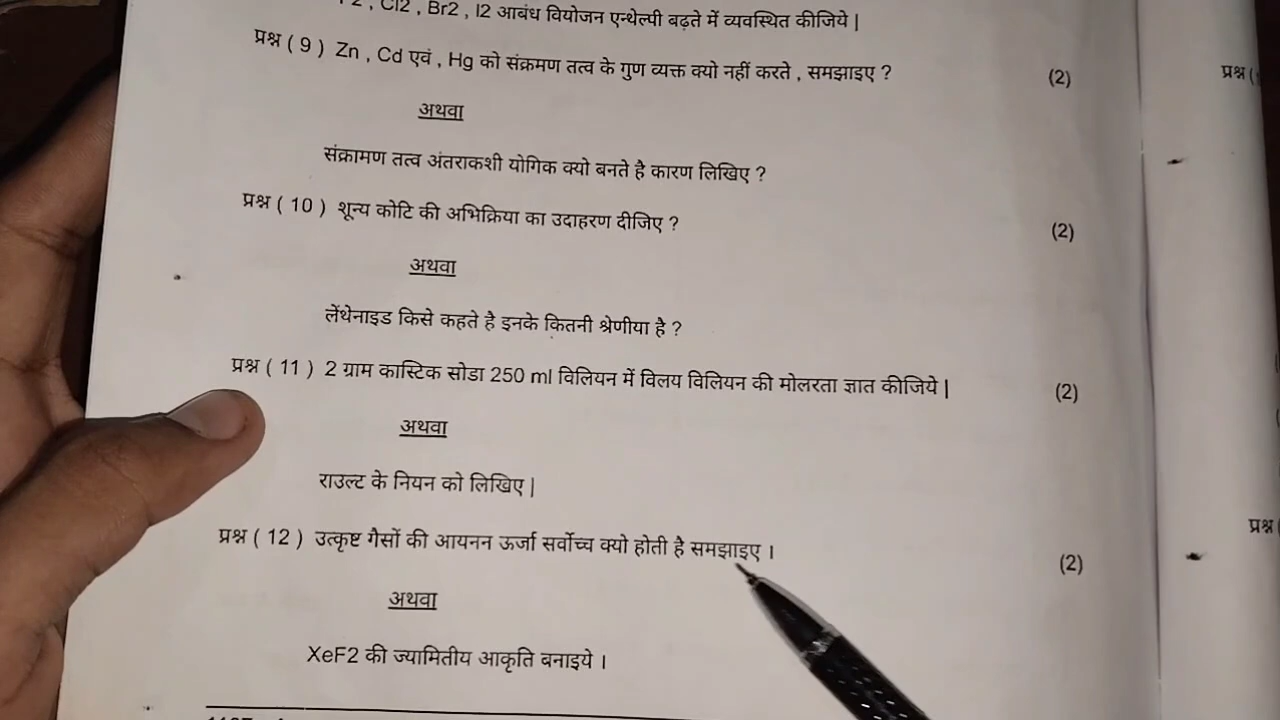 Cl2 , Br2 , I2 आबंध वियोजन एन्थेल्पी बढ़ते में व्यवस्थित कीजिये |
प्रश्न ( 9 ) Zn , Cd एवं , Hg को संक्रमण तत्व के गुण व्यक्त क्यो नहीं करते , समझाइए ? (2)
अथवा
संक्रामण तत्व अंतराकशी योगिक क्यो बनते है कारण लिखिए ?
प्रश्न ( 10 ) शून्य कोटि की अभिक्रिया का उदाहरण दीजिए ? (2)
अथवा
लेंथेनाइड किसे कहते है इनके कितनी श्रेणीया है ?
प्रश्न ( 11 ) 2 ग्राम कास्टिक सोडा 250 ml विलियन में विलय विलियन की मोलरता ज्ञात कीजिये | (2)
अथवा
राउल्ट के नियन को लिखिए |
प्रश्न ( 12 ) उत्कृष्ट गैसों की आयनन ऊर्जा सर्वोच्च क्यो होती है समझाइए । (2)
अथवा
XeF2 की ज्यामितीय आकृति बनाइये ।
प्रश्न (
प्रश्न